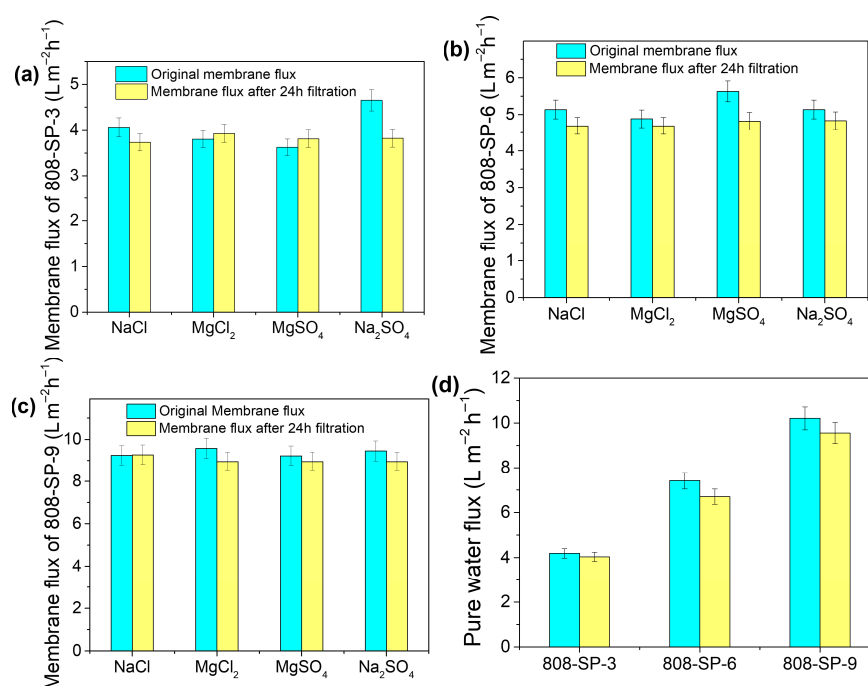 (a)
Original membrane flux
Membrane flux after 24h filtration
Membrane flux of 808-SP-3 (L m⁻²h⁻¹)
5
4
3
2
1
0
NaCl
MgCl₂
MgSO₄
Na₂SO₄
(b)
Original membrane flux
Membrane flux after 24h filtration
Membrane flux of 808-SP-6 (L m⁻²h⁻¹)
6
5
4
3
2
1
0
NaCl
MgCl₂
MgSO₄
Na₂SO₄
(c)
Original Membrane flux
Membrane flux after 24h filtration
Membrane flux of 808-SP-9 (L m⁻²h⁻¹)
10
8
6
4
2
0
NaCl
MgCl₂
MgSO₄
Na₂SO₄
(d)
Pure water flux (L m⁻² h⁻¹)
12
10
8
6
4
2
0
808-SP-3
808-SP-6
808-SP-9